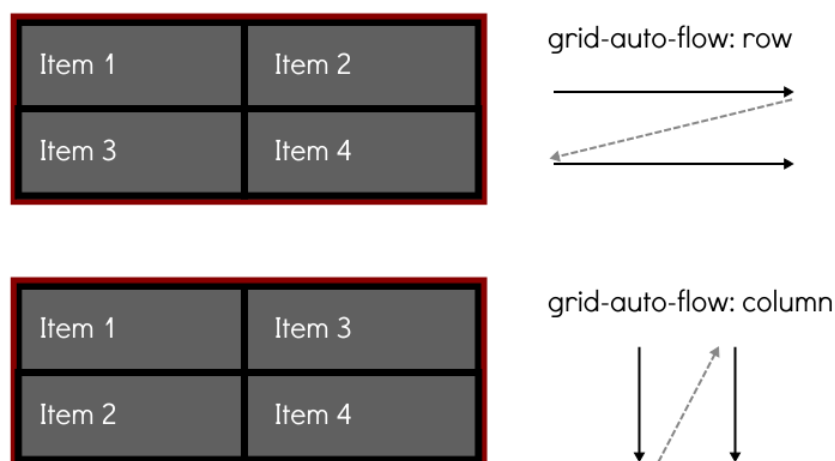 Item 1 Item 2
Item 3 Item 4
grid-auto-flow: row
Item 1 Item 3
Item 2 Item 4
grid-auto-flow: column